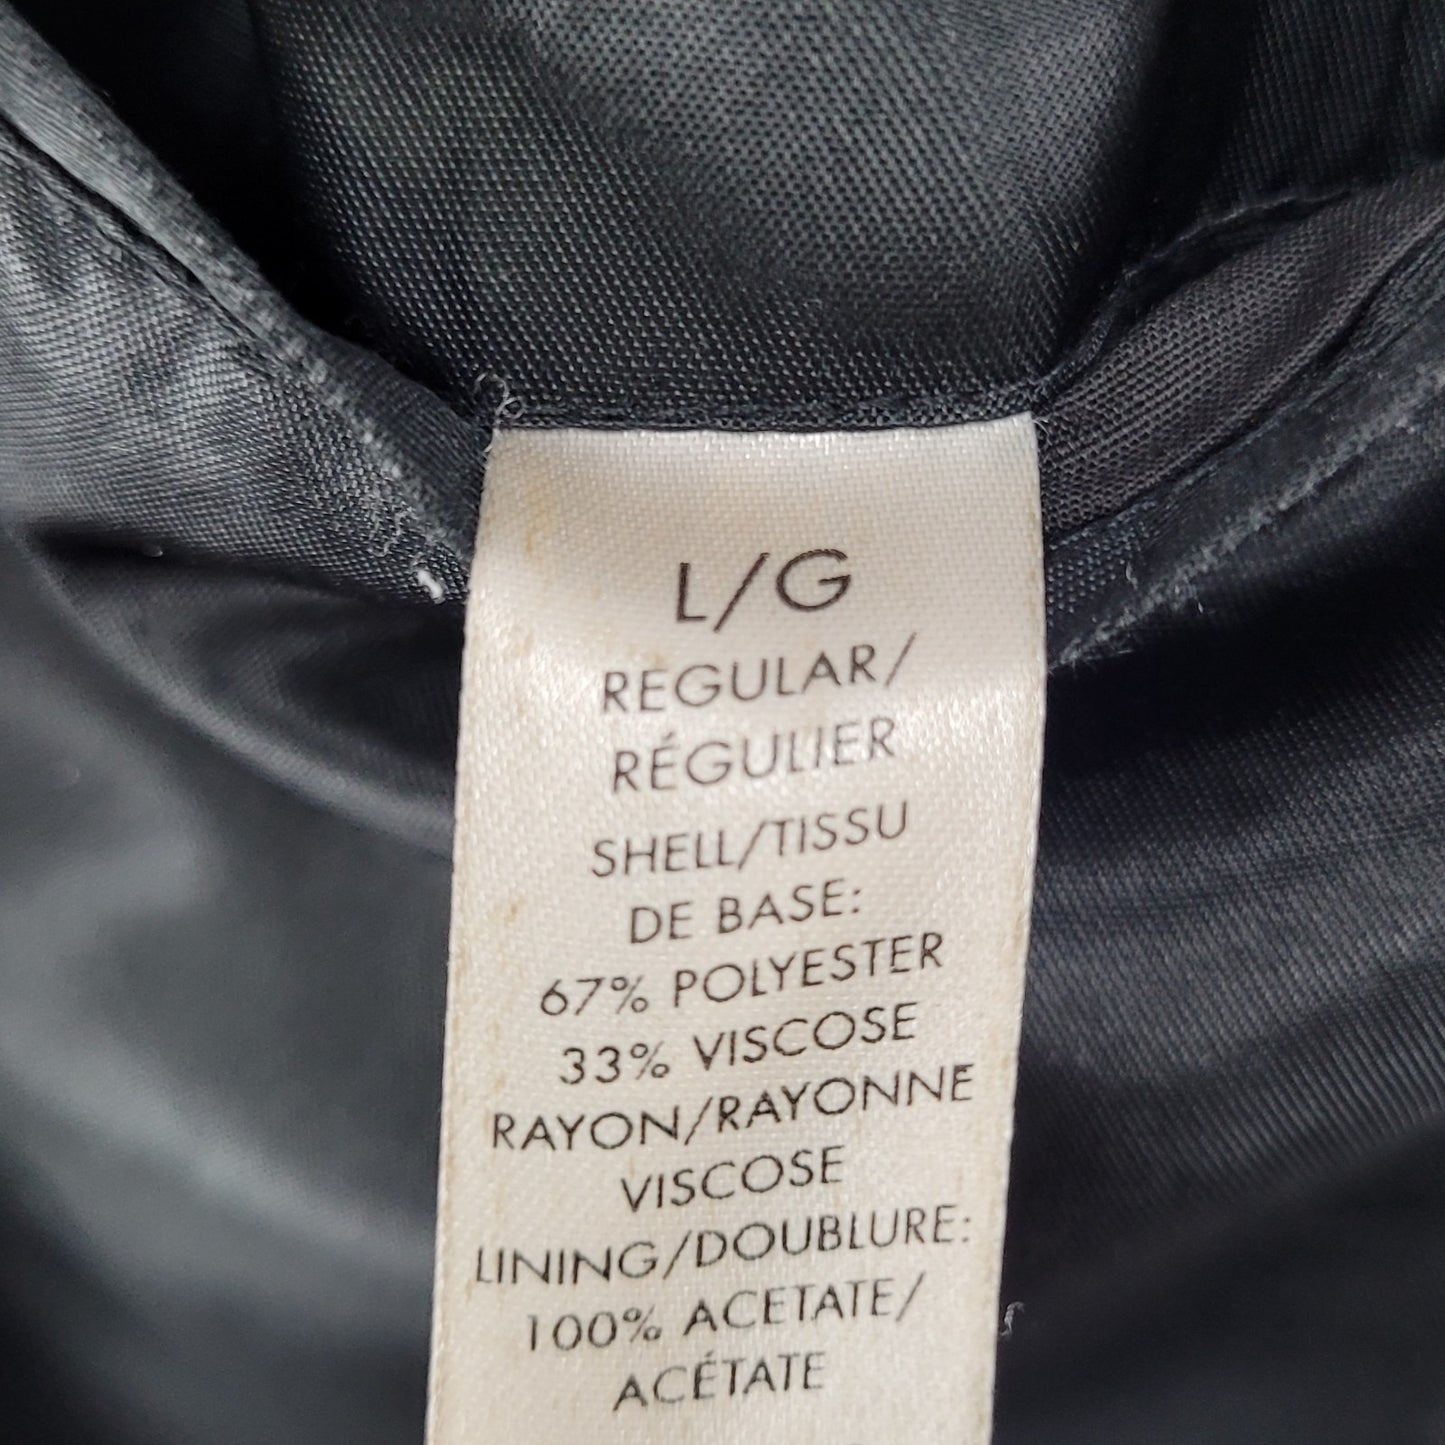 L/G
REGULAR/
RÉGULIER
SHELL/TISSU
DE BASE:
67% POLYESTER
33% VISCOSE
RAYON/RAYONNE
VISCOSE
LINING/DOUBLURE:
100% ACETATE/
ACÉTATE